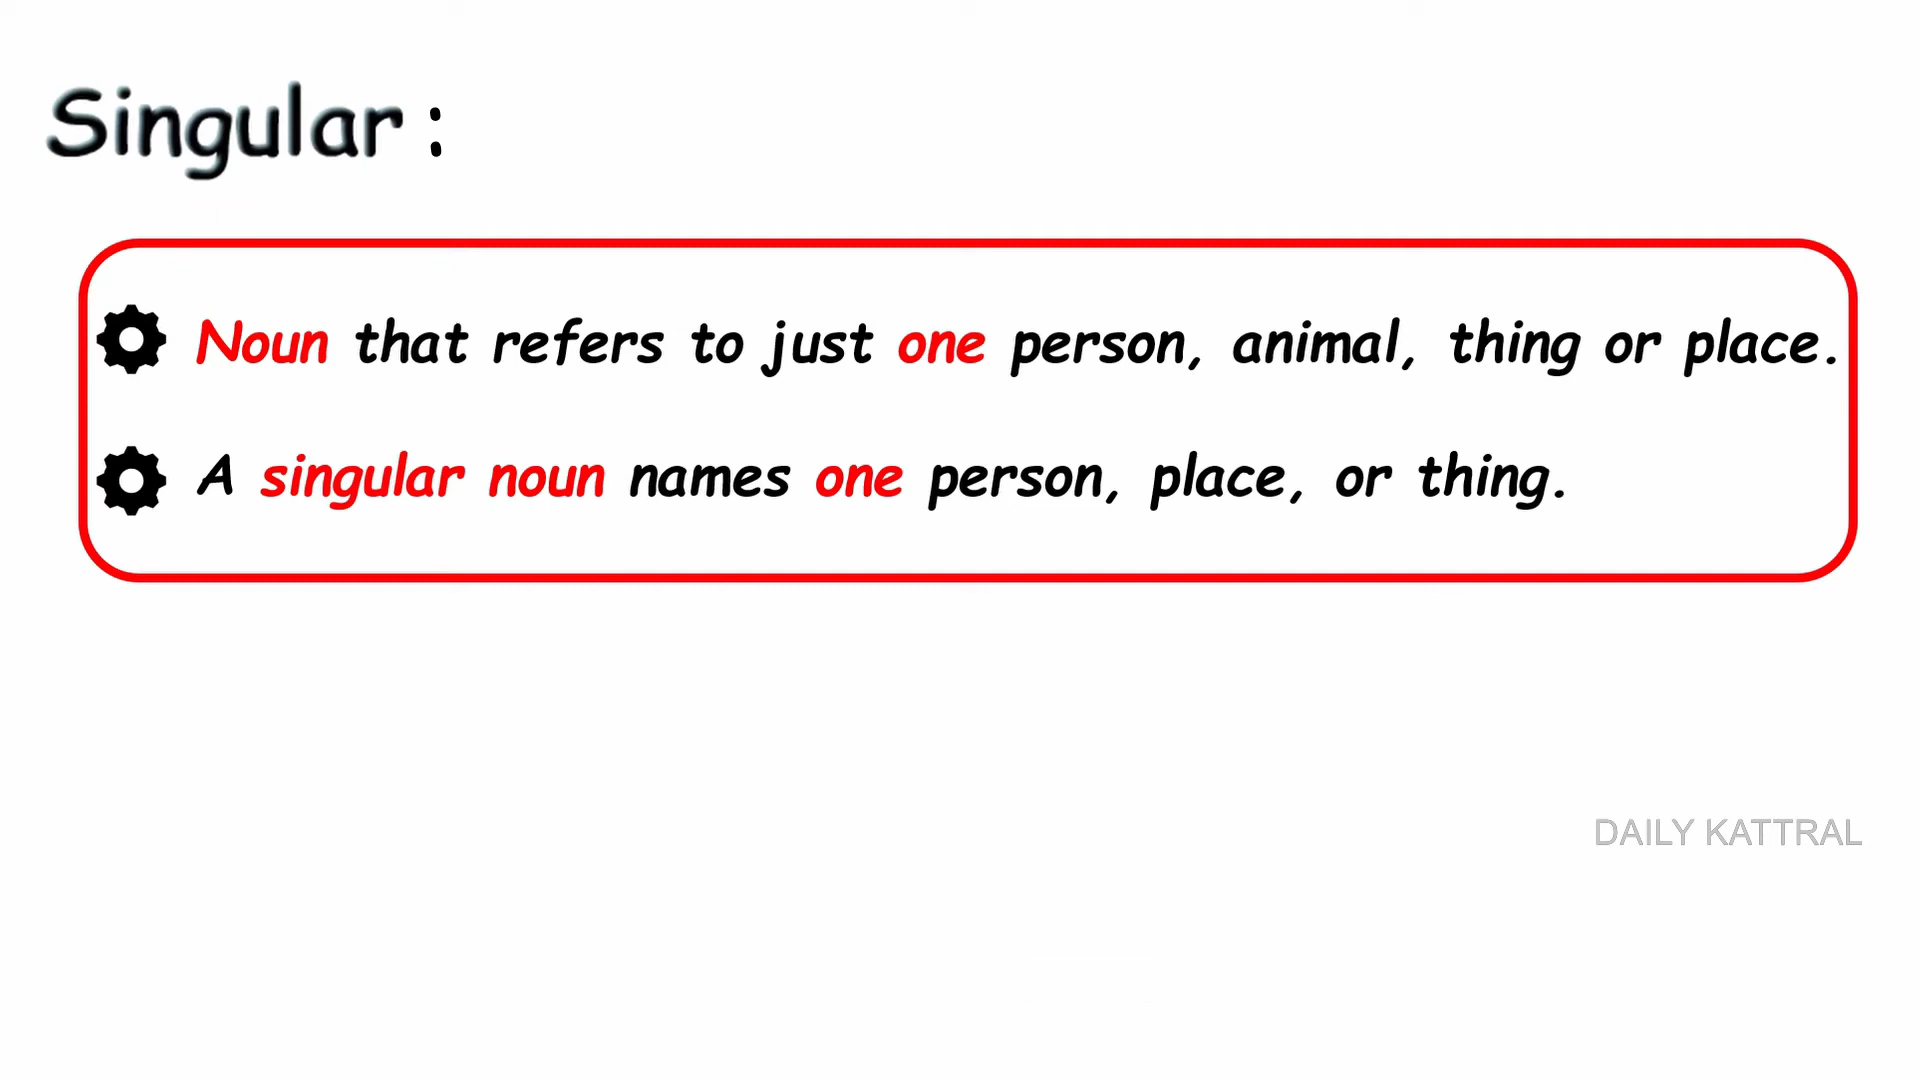 Singular :
Noun that refers to just one person, animal, thing or place.
A singular noun names one person, place, or thing.
DAILY KATTRAL